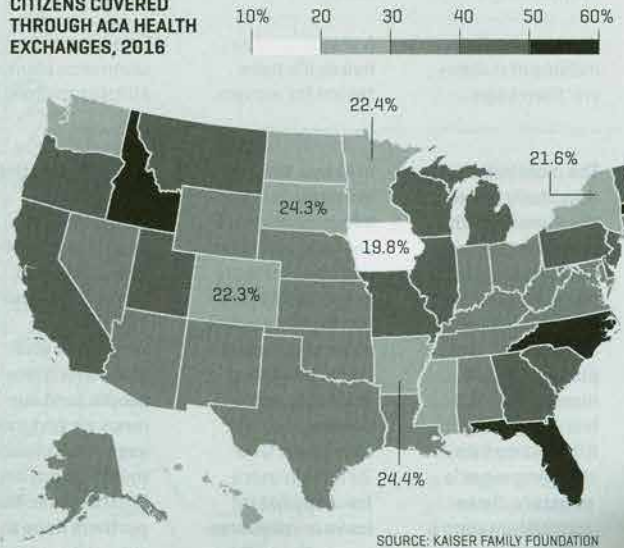 CITIZENS COVERED
THROUGH ACA HEALTH
EXCHANGES, 2016
10% 20 30 40 50 60%
22.4%
21.6%
24.3%
19.8%
22.3%
24.4%
SOURCE: KAISER FAMILY FOUNDATION